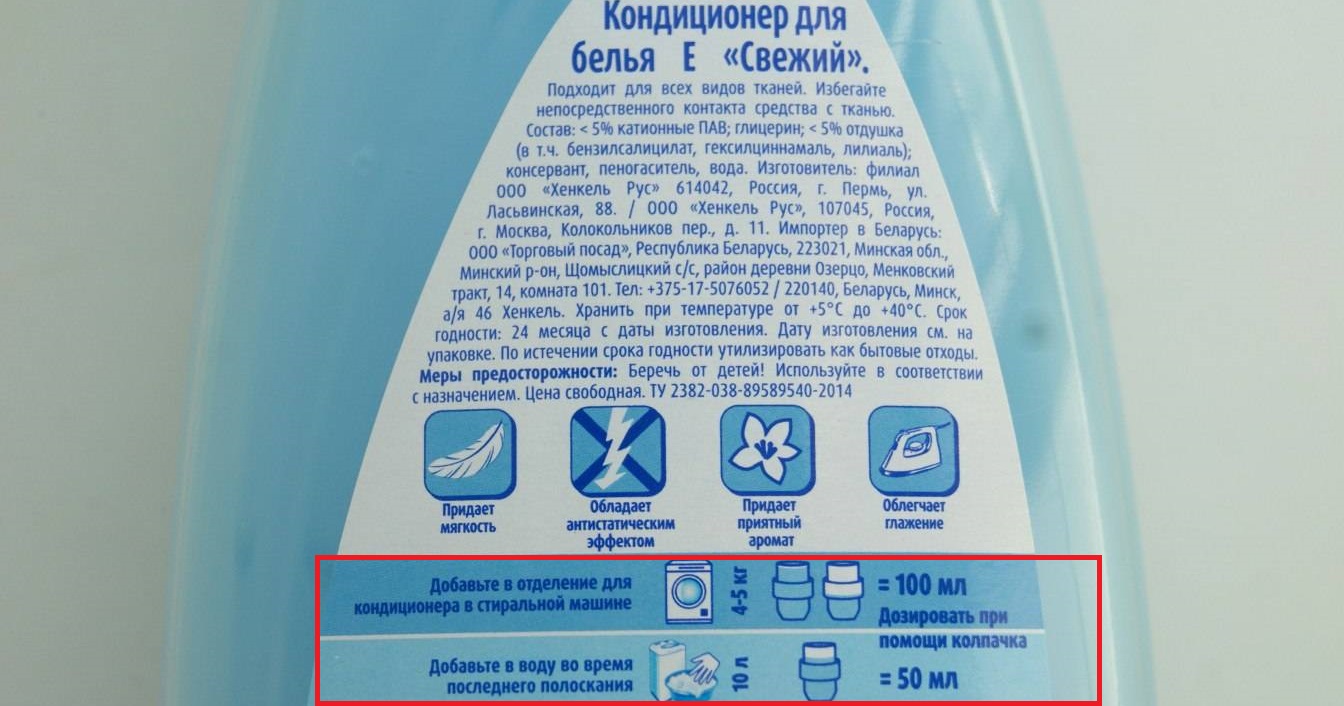 Кондиционер для
белья Е «Свежий».
Подходит для всех видов тканей. Избегайте
непосредственного контакта средства с тканью.
Состав: < 5% катионные ПАВ; глицерин; < 5% отдушка
(в т.ч. бензилсалицилат, гексилциннамаль, лилиаль);
консервант, пеногаситель, вода. Изготовитель: филиал
ООО «Хенкель Рус» 614042, Россия, г. Пермь, ул.
Ласьвинская, 88. / ООО «Хенкель Рус», 107045, Россия,
г. Москва, Колокольников пер., д. 11. Импортер в Беларусь:
ООО «Торговый посад», Республика Беларусь, 223021, Минская обл.,
Минский р-он, Щомыслицкий с/с, район деревни Озерцо, Менковский
тракт, 14, комната 101. Тел: +375-17-5076052 / 220140, Беларусь, Минск,
а/я 46 Хенкель. Хранить при температуре от +5°С до +40°С. Срок
годности: 24 месяца с даты изготовления. Дату изготовления см. на
упаковке. По истечении срока годности утилизировать как бытовые отходы.
Меры предосторожности: Беречь от детей! Используйте в соответствии
с назначением. Цена свободная. ТУ 2382-038-89589540-2014
Придает
мягкость
Обладает
антистатическим
эффектом
Придает
приятный
аромат
Облегчает
глажение
Добавьте в отделение для
кондиционера в стиральной машине
4-5 кг
= 100 мл
Дозировать при
помощи колпачка
Добавьте в воду во время
последнего полоскания
10 л
= 50 мл